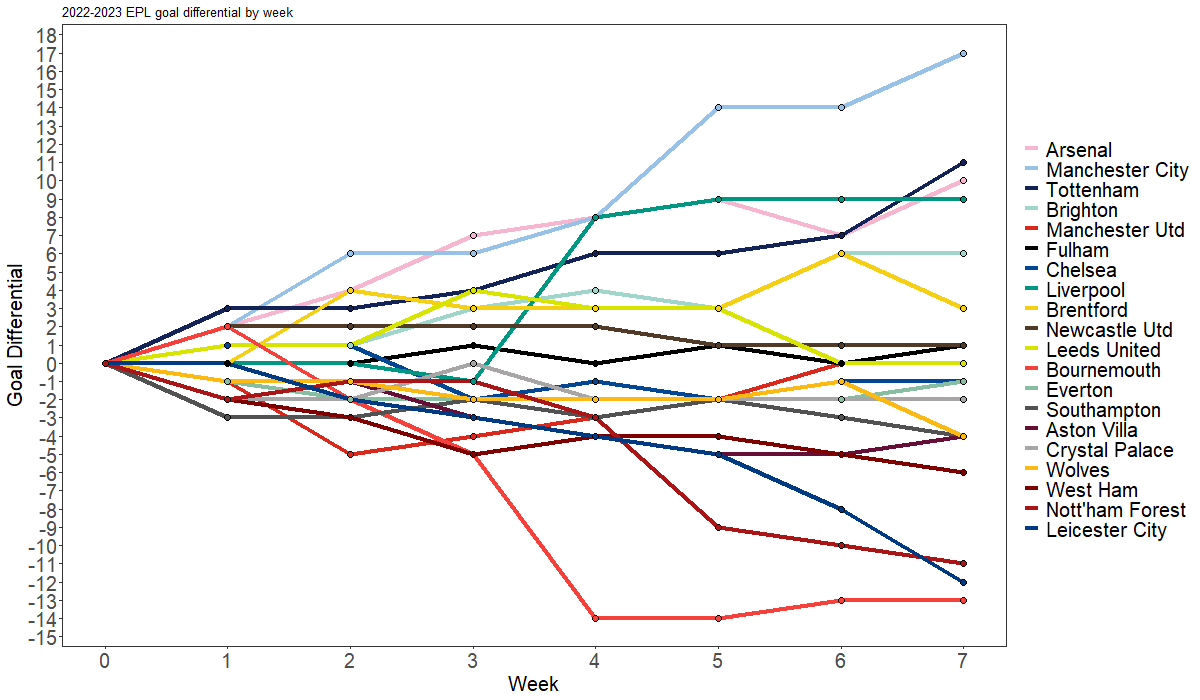 2022-2023 EPL goal differential by week
Goal Differential
18
17
16
15
14
13
12
11
10
9
8
7
6
5
4
3
2
1
0
-1
-2
-3
-4
-5
-6
-7
-8
-9
-10
-11
-12
-13
-14
-15
0 1 2 3 4 5 6 7
Week
Arsenal
Manchester City
Tottenham
Brighton
Manchester Utd
Fulham
Chelsea
Liverpool
Brentford
Newcastle Utd
Leeds United
Bournemouth
Everton
Southampton
Aston Villa
Crystal Palace
Wolves
West Ham
Nott'ham Forest
Leicester City